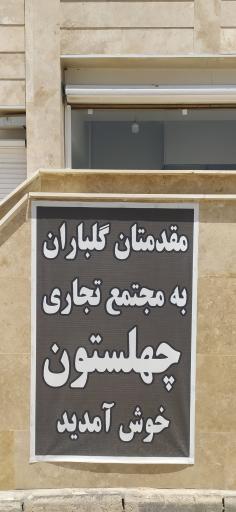 مقدمتان گلباران
به مجتمع تجاری
چهلستون
خوش آمدید